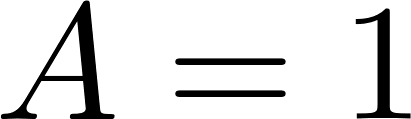 A = 1